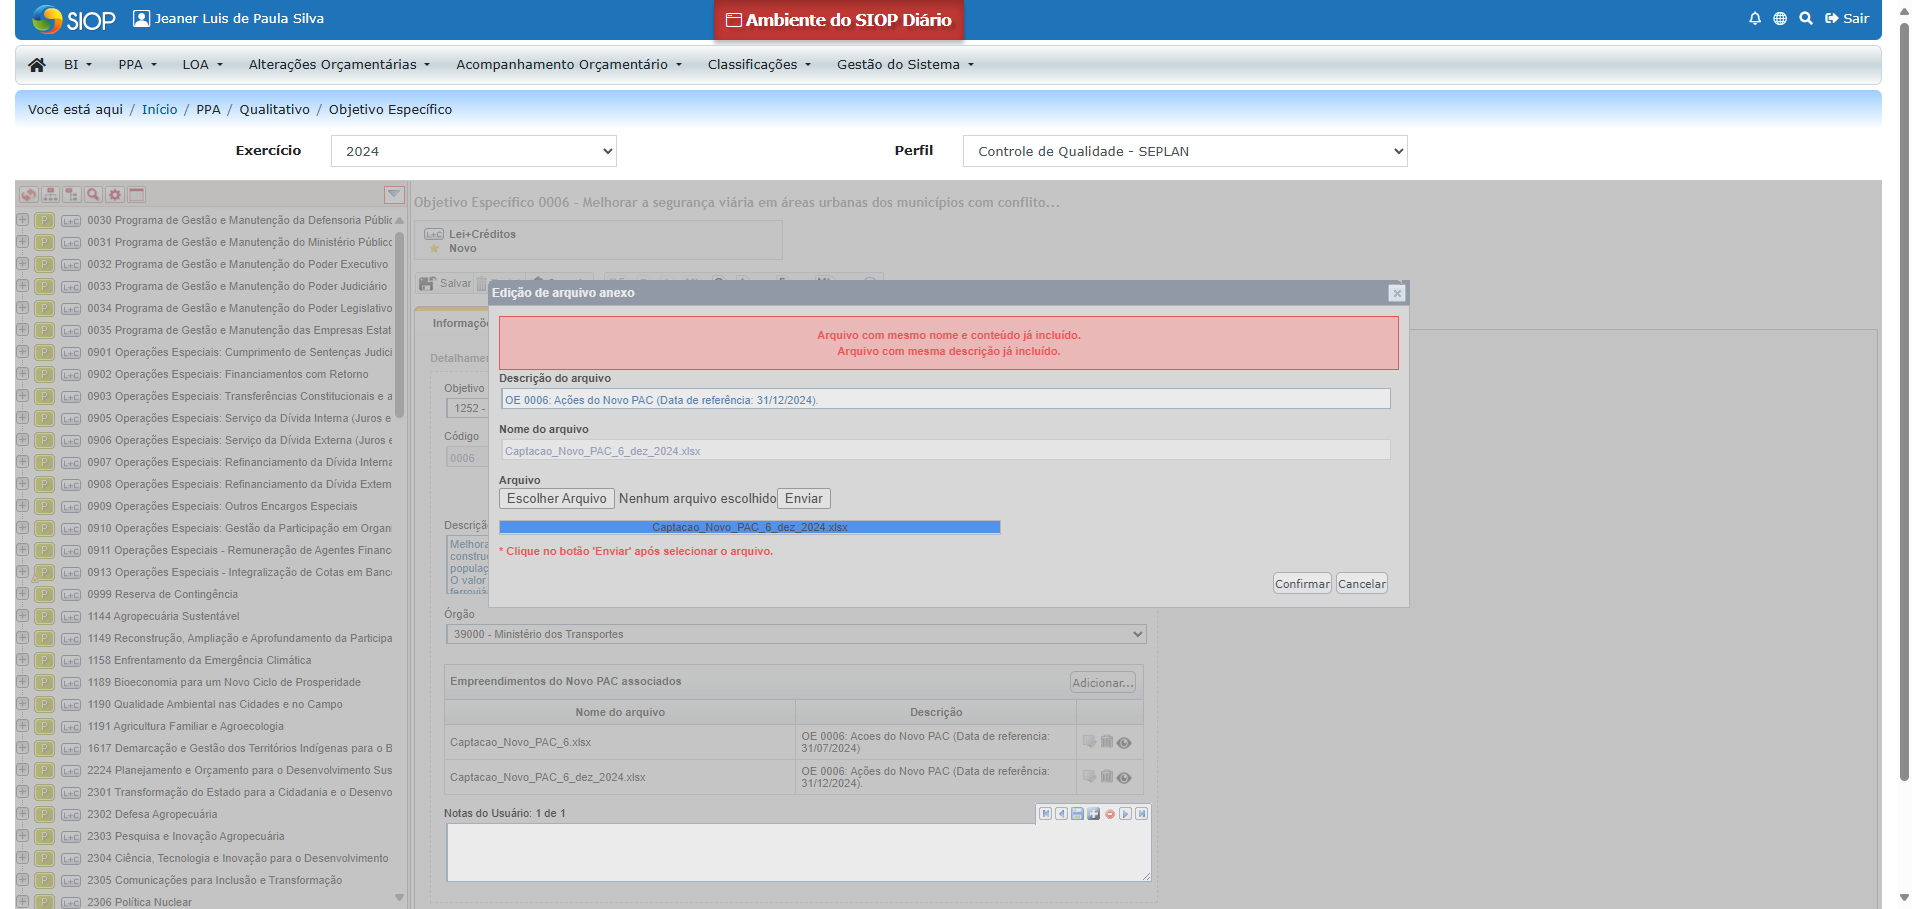 SIOP
Jeaner Luis de Paula Silva
Ambiente do SIOP Diário
Sair
BI
PPA
LOA
Alterações Orçamentárias
Acompanhamento Orçamentário
Classificações
Gestão do Sistema
Você está aqui / Início / PPA / Qualitativo / Objetivo Específico
Exercício
2024
Perfil
Controle de Qualidade - SEPLAN
P L+C 0030 Programa de Gestão e Manutenção da Defensoria Públic
P L+C 0031 Programa de Gestão e Manutenção do Ministério Público
P L+C 0032 Programa de Gestão e Manutenção do Poder Executivo
P L+C 0033 Programa de Gestão e Manutenção do Poder Judiciário
P L+C 0034 Programa de Gestão e Manutenção do Poder Legislativo
P L+C 0035 Programa de Gestão e Manutenção das Empresas Estat
P L+C 0901 Operações Especiais: Cumprimento de Sentenças Judici
P L+C 0902 Operações Especiais: Financiamentos com Retorno
P L+C 0903 Operações Especiais: Transferências Constitucionais e a
P L+C 0905 Operações Especiais: Serviço da Dívida Interna (Juros e
P L+C 0906 Operações Especiais: Serviço da Dívida Externa (Juros e
P L+C 0907 Operações Especiais: Refinanciamento da Dívida Interna
P L+C 0908 Operações Especiais: Refinanciamento da Dívida Extern
P L+C 0909 Operações Especiais: Outros Encargos Especiais
P L+C 0910 Operações Especiais: Gestão da Participação em Organi
P L+C 0911 Operações Especiais - Remuneração de Agentes Financ
P L+C 0913 Operações Especiais - Integralização de Cotas em Banc
P L+C 0999 Reserva de Contingência
P L+C 1144 Agropecuária Sustentável
P L+C 1149 Reconstrução, Ampliação e Aprofundamento da Participa
P L+C 1158 Enfrentamento da Emergência Climática
P L+C 1189 Bioeconomia para um Novo Ciclo de Prosperidade
P L+C 1190 Qualidade Ambiental nas Cidades e no Campo
P L+C 1191 Agricultura Familiar e Agroecologia
P L+C 1617 Demarcação e Gestão dos Territórios Indígenas para o B
P L+C 2224 Planejamento e Orçamento para o Desenvolvimento Sus
P L+C 2301 Transformação do Estado para a Cidadania e o Desenvo
P L+C 2302 Defesa Agropecuária
P L+C 2303 Pesquisa e Inovação Agropecuária
P L+C 2304 Ciência, Tecnologia e Inovação para o Desenvolvimento
P L+C 2305 Comunicações para Inclusão e Transformação
P L+C 2306 Política Nuclear
Objetivo Específico 0006 - Melhorar a segurança viária em áreas urbanas dos municípios com conflito...
L+C Lei+Créditos
Novo
Salvar
Informaçõ
Detalhame
Objetivo
1252 -
Código
0006
Descriçã
Melhora
constru
populaç
O valor
ferroviá
Edição de arquivo anexo
Arquivo com mesmo nome e conteúdo já incluído.
Arquivo com mesma descrição já incluído.
Descrição do arquivo
OE 0006: Ações do Novo PAC (Data de referência: 31/12/2024).
Nome do arquivo
Captacao_Novo_PAC_6_dez_2024.xlsx
Arquivo
Escolher Arquivo Nenhum arquivo escolhido Enviar
Captacao_Novo_PAC_6_dez_2024.xlsx
* Clique no botão 'Enviar' após selecionar o arquivo.
Confirmar Cancelar
Órgão
39000 - Ministério dos Transportes
Empreendimentos do Novo PAC associados
Adicionar...
Nome do arquivo
Descrição
Captacao_Novo_PAC_6.xlsx
OE 0006: Acoes do Novo PAC (Data de referencia:
31/07/2024)
Captacao_Novo_PAC_6_dez_2024.xlsx
OE 0006: Ações do Novo PAC (Data de referência:
31/12/2024).
Notas do Usuário: 1 de 1